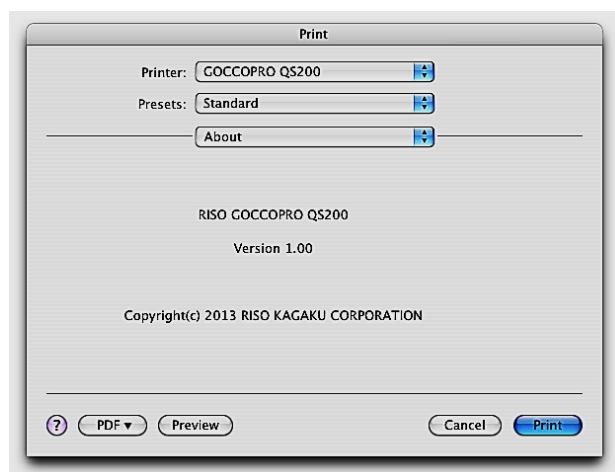 Print
Printer: GOCCOPRO QS200
Presets: Standard
About
RISO GOCCOPRO QS200
Version 1.00
Copyright(c) 2013 RISO KAGAKU CORPORATION
? PDF ▼ Preview Cancel Print